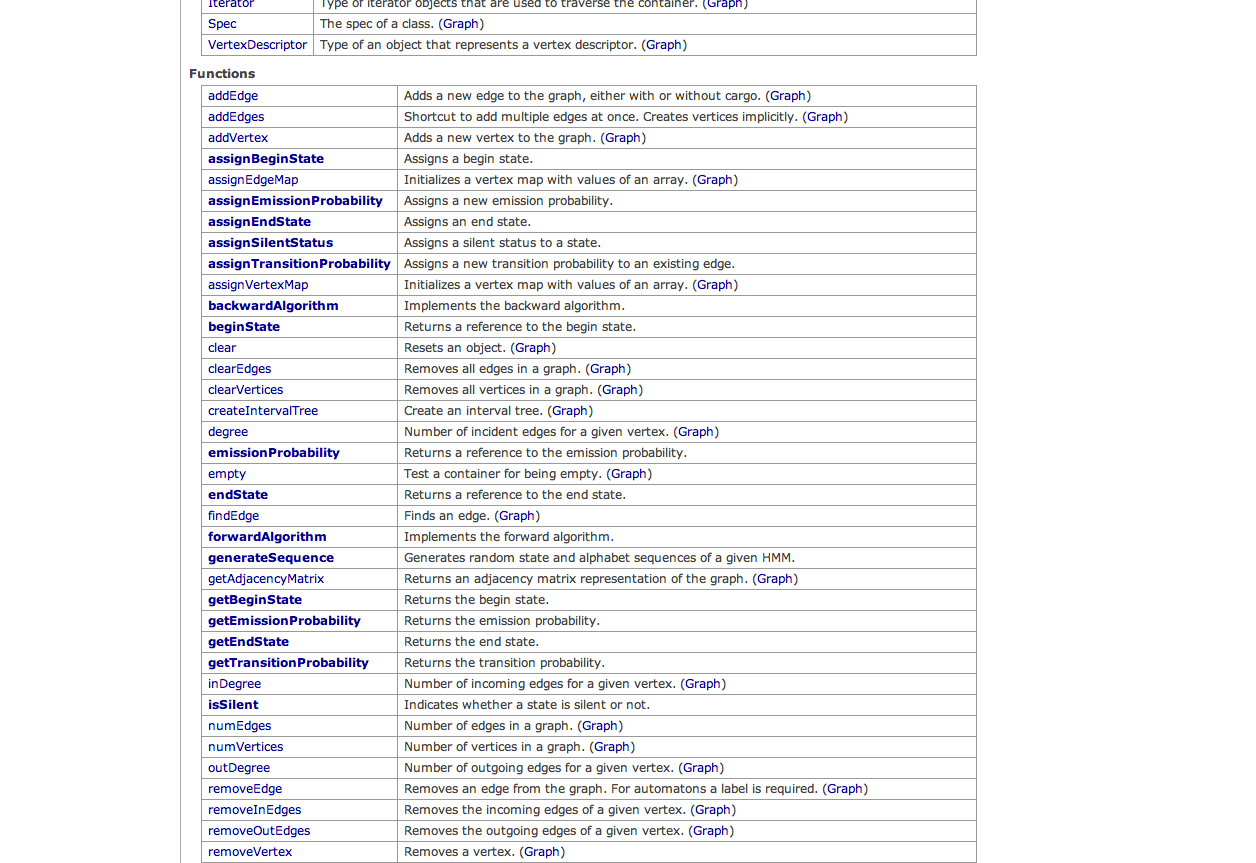 Iterator Type of iterator objects that are used to traverse the container. (Graph)
Spec The spec of a class. (Graph)
VertexDescriptor Type of an object that represents a vertex descriptor. (Graph)
Functions
addEdge Adds a new edge to the graph, either with or without cargo. (Graph)
addEdges Shortcut to add multiple edges at once. Creates vertices implicitly. (Graph)
addVertex Adds a new vertex to the graph. (Graph)
assignBeginState Assigns a begin state.
assignEdgeMap Initializes a vertex map with values of an array. (Graph)
assignEmissionProbability Assigns a new emission probability.
assignEndState Assigns an end state.
assignSilentStatus Assigns a silent status to a state.
assignTransitionProbability Assigns a new transition probability to an existing edge.
assignVertexMap Initializes a vertex map with values of an array. (Graph)
backwardAlgorithm Implements the backward algorithm.
beginState Returns a reference to the begin state.
clear Resets an object. (Graph)
clearEdges Removes all edges in a graph. (Graph)
clearVertices Removes all vertices in a graph. (Graph)
createIntervalTree Create an interval tree. (Graph)
degree Number of incident edges for a given vertex. (Graph)
emissionProbability Returns a reference to the emission probability.
empty Test a container for being empty. (Graph)
endState Returns a reference to the end state.
findEdge Finds an edge. (Graph)
forwardAlgorithm Implements the forward algorithm.
generateSequence Generates random state and alphabet sequences of a given HMM.
getAdjacencyMatrix Returns an adjacency matrix representation of the graph. (Graph)
getBeginState Returns the begin state.
getEmissionProbability Returns the emission probability.
getEndState Returns the end state.
getTransitionProbability Returns the transition probability.
inDegree Number of incoming edges for a given vertex. (Graph)
isSilent Indicates whether a state is silent or not.
numEdges Number of edges in a graph. (Graph)
numVertices Number of vertices in a graph. (Graph)
outDegree Number of outgoing edges for a given vertex. (Graph)
removeEdge Removes an edge from the graph. For automatons a label is required. (Graph)
removeInEdges Removes the incoming edges of a given vertex. (Graph)
removeOutEdges Removes the outgoing edges of a given vertex. (Graph)
removeVertex Removes a vertex. (Graph)